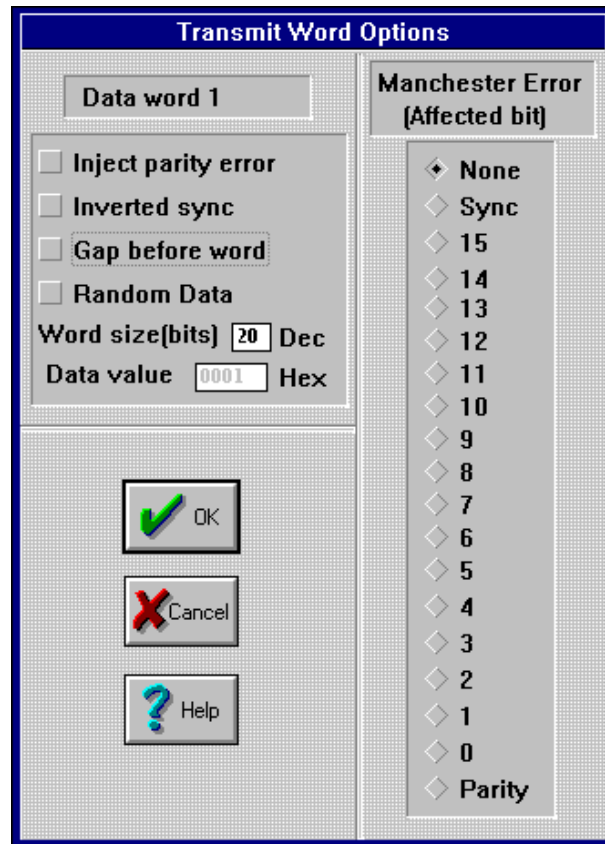 Transmit Word Options
Data word 1
Inject parity error
Inverted sync
Gap before word
Random Data
Word size(bits) 20 Dec
Data value 0001 Hex
OK
Cancel
Help
Manchester Error
(Affected bit)
None
Sync
15
14
13
12
11
10
9
8
7
6
5
4
3
2
1
0
Parity